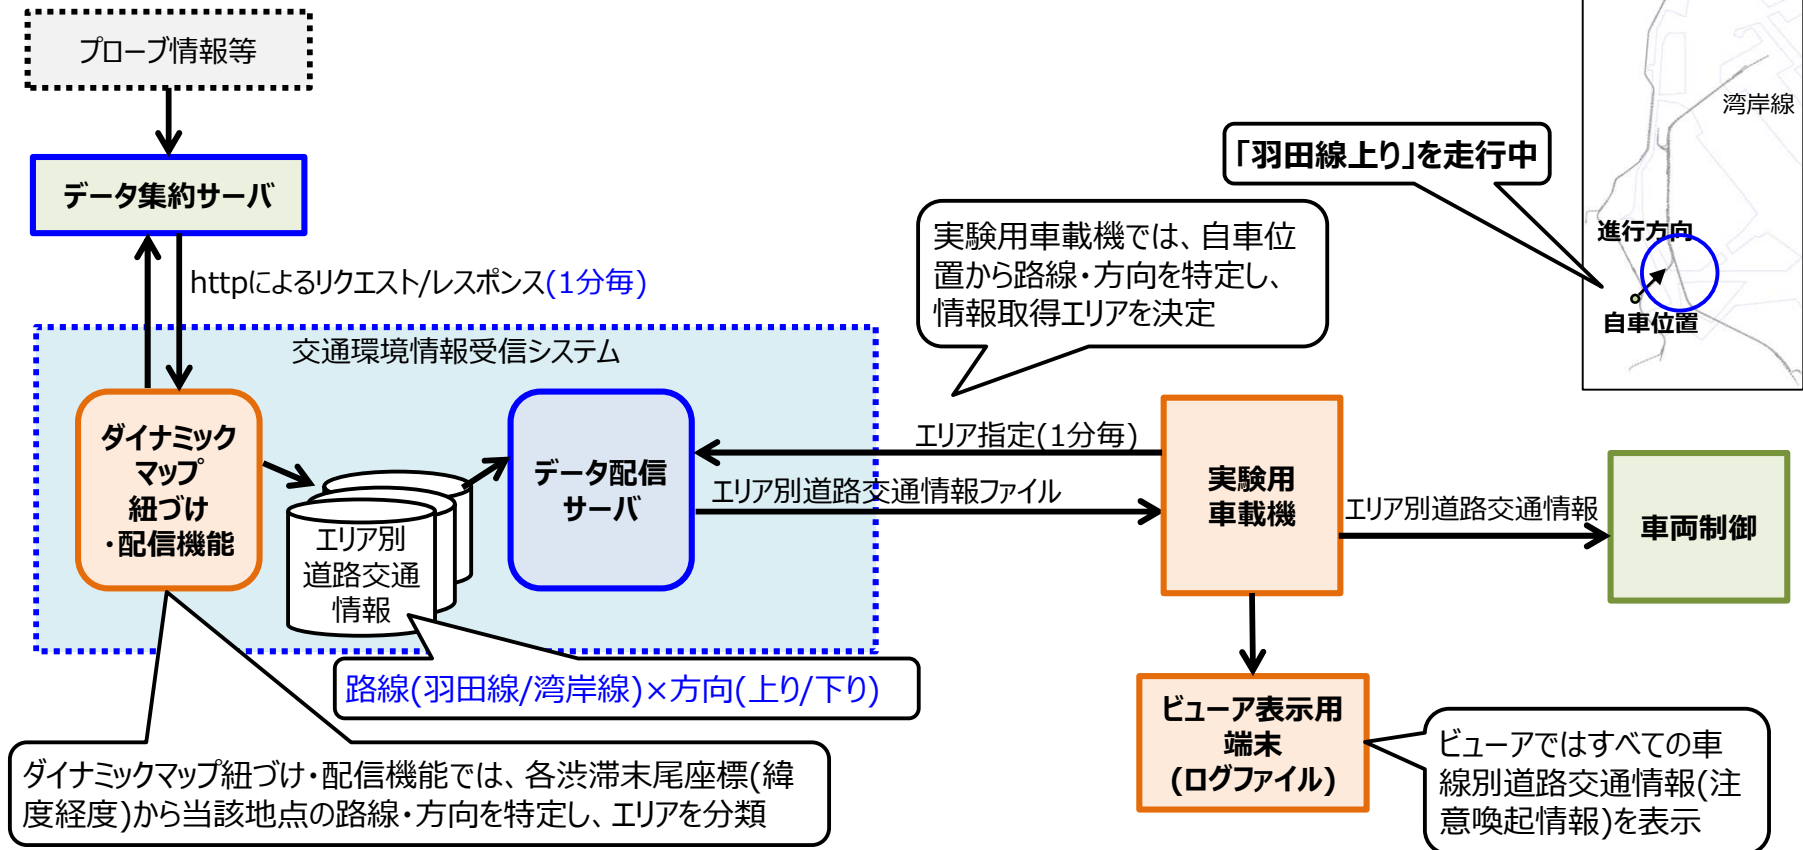 プローブ情報等
データ集約サーバ
httpによるリクエスト/レスポンス(1分毎)
交通環境情報受信システム
ダイナミック
マップ
紐づけ
・配信機能
エリア別
道路交通
情報
データ配信
サーバ
路線(羽田線/湾岸線)×方向(上り/下り)
ダイナミックマップ紐づけ・配信機能では、各渋滞末尾座標(緯
度経度)から当該地点の路線・方向を特定し、エリアを分類
実験用車載機では、自車位
置から路線・方向を特定し、
情報取得エリアを決定
エリア指定(1分毎)
エリア別道路交通情報ファイル
実験用
車載機
エリア別道路交通情報
車両制御
ビューア表示用
端末
(ログファイル)
ビューアではすべての車
線別道路交通情報(注
意喚起情報)を表示
「羽田線上り」を走行中
湾岸線
進行方向
自車位置